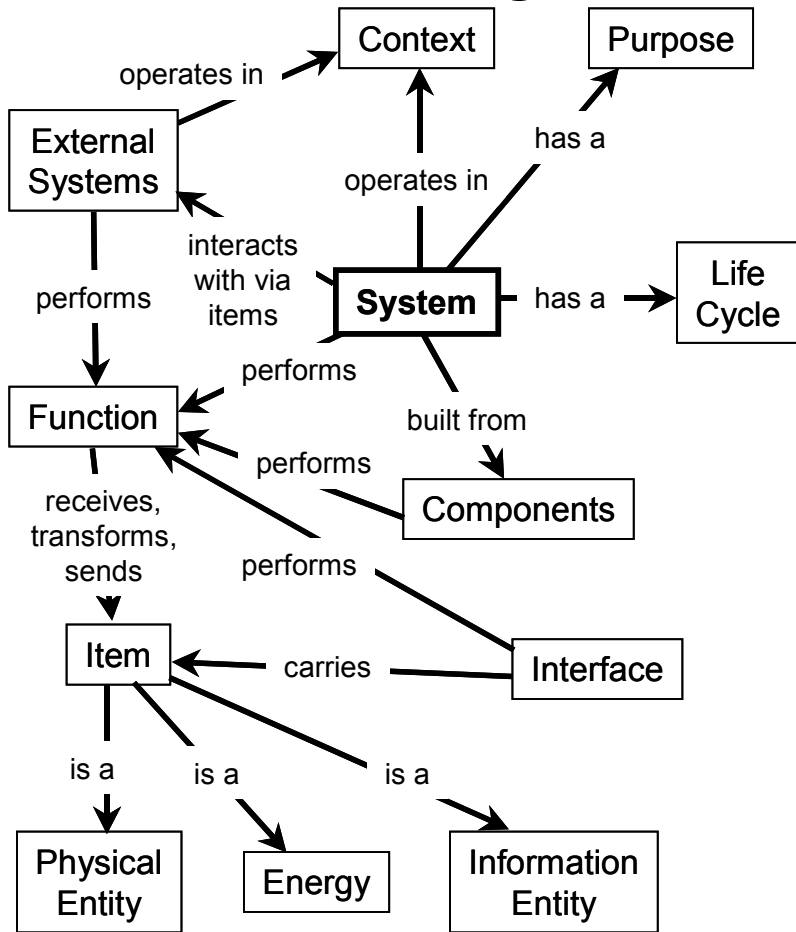 Context
Purpose
operates in
External
Systems
has a
operates in
interacts
with via
items
System
has a
Life
Cycle
performs
performs
Function
built from
performs
Components
receives,
transforms,
sends
performs
Item
carries
Interface
is a
is a
is a
Physical
Entity
Energy
Information
Entity